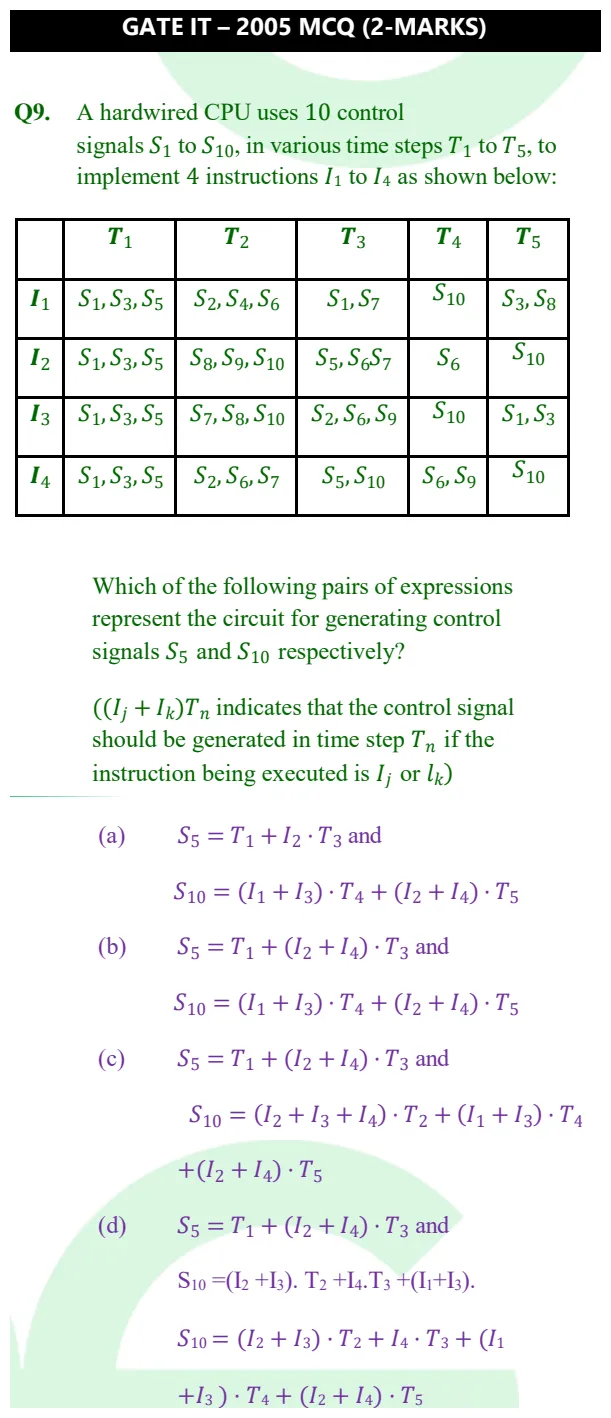 GATE IT – 2005 MCQ (2-MARKS)
Q9. A hardwired CPU uses 10 control
signals S₁ to S₁₀, in various time steps T₁ to T₅, to
implement 4 instructions I₁ to I₄ as shown below:
T₁ T₂ T₃ T₄ T₅
I₁ S₁, S₃, S₅ S₂, S₄, S₆ S₁, S₇ S₁₀ S₃, S₈
I₂ S₁, S₃, S₅ S₈, S₉, S₁₀ S₅, S₆S₇ S₆ S₁₀
I₃ S₁, S₃, S₅ S₇, S₈, S₁₀ S₂, S₆, S₉ S₁₀ S₁, S₃
I₄ S₁, S₃, S₅ S₂, S₆, S₇ S₅, S₁₀ S₆, S₉ S₁₀
Which of the following pairs of expressions
represent the circuit for generating control
signals S₅ and S₁₀ respectively?
((Iⱼ + Iₖ)Tₙ indicates that the control signal
should be generated in time step Tₙ if the
instruction being executed is Iⱼ or lₖ)
(a) S₅ = T₁ + I₂ · T₃ and
S₁₀ = (I₁ + I₃) · T₄ + (I₂ + I₄) · T₅
(b) S₅ = T₁ + (I₂ + I₄) · T₃ and
S₁₀ = (I₁ + I₃) · T₄ + (I₂ + I₄) · T₅
(c) S₅ = T₁ + (I₂ + I₄) · T₃ and
S₁₀ = (I₂ + I₃ + I₄) · T₂ + (I₁ + I₃) · T₄
+(I₂ + I₄) · T₅
(d) S₅ = T₁ + (I₂ + I₄) · T₃ and
S₁₀ =(I₂ +I₃). T₂ +I₄.T₃ +(I₁+I₃).
S₁₀ = (I₂ + I₃) · T₂ + I₄ · T₃ + (I₁
+I₃ ) · T₄ + (I₂ + I₄) · T₅